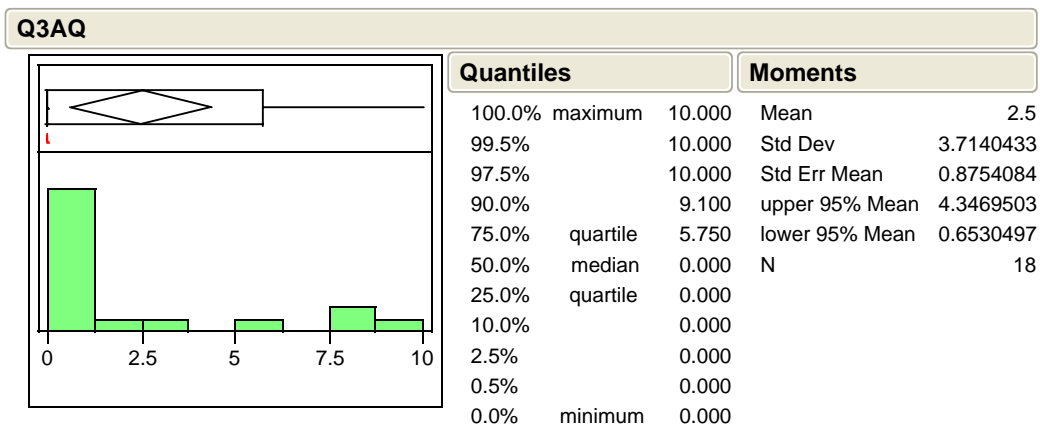 Q3AQ
0 2.5 5 7.5 10
Quantiles
100.0% maximum 10.000
99.5% 10.000
97.5% 10.000
90.0% 9.100
75.0% quartile 5.750
50.0% median 0.000
25.0% quartile 0.000
10.0% 0.000
2.5% 0.000
0.5% 0.000
0.0% minimum 0.000
Moments
Mean 2.5
Std Dev 3.7140433
Std Err Mean 0.8754084
upper 95% Mean 4.3469503
lower 95% Mean 0.6530497
N 18